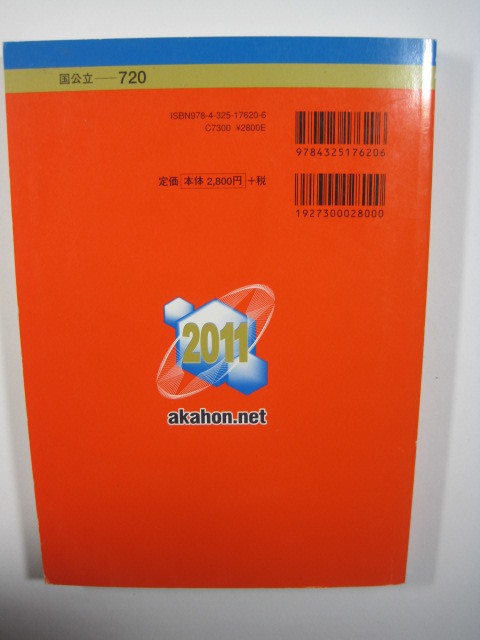 国公立──720
ISBN978-4-325-17620-6
C7300 ¥2800E
9784325176206
定価 本体2,800円 +税
1927300028000
2011
akahon.net